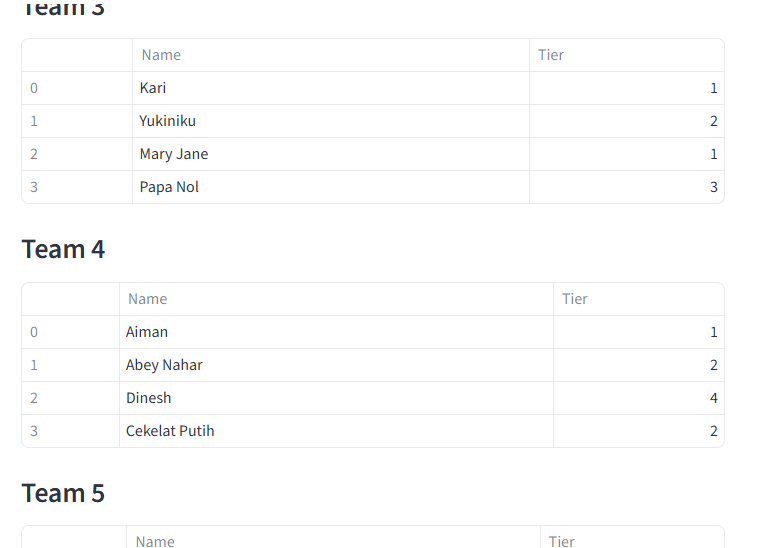 Team 3
Name Tier
0 Kari 1
1 Yukiniku 2
2 Mary Jane 1
3 Papa Nol 3
Team 4
Name Tier
0 Aiman 1
1 Abey Nahar 2
2 Dinesh 4
3 Cekelat Putih 2
Team 5
Name Tier